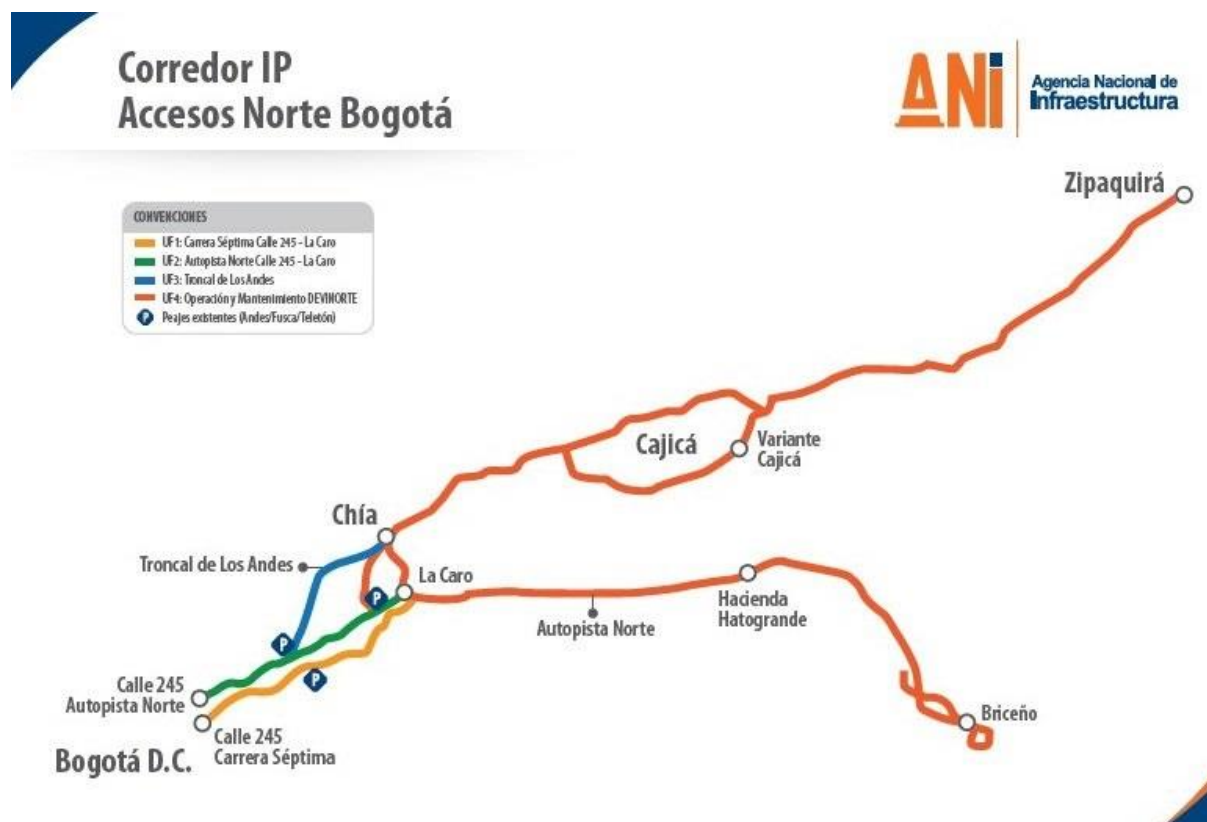 Corredor IP
Accesos Norte Bogotá
ANI
Agencia Nacional de
Infraestructura
CONVENCIONES
UF1: Carrera Séptima Calle 245 - La Caro
UF2: Autopista Norte Calle 245 - La Caro
UF3: Troncal de Los Andes
UF4: Operación y Mantenimiento DEVINORTE
P
Peajes existentes (Andes/Fusca/Teletón)
Zipaquirá
Cajicá
Variante
Cajicá
Chía
Troncal de Los Andes
La Caro
P
Autopista Norte
Hacienda
Hatogrande
P
P
Calle 245
Autopista Norte
Calle 245
Carrera Séptima
Bogotá D.C.
Briceño